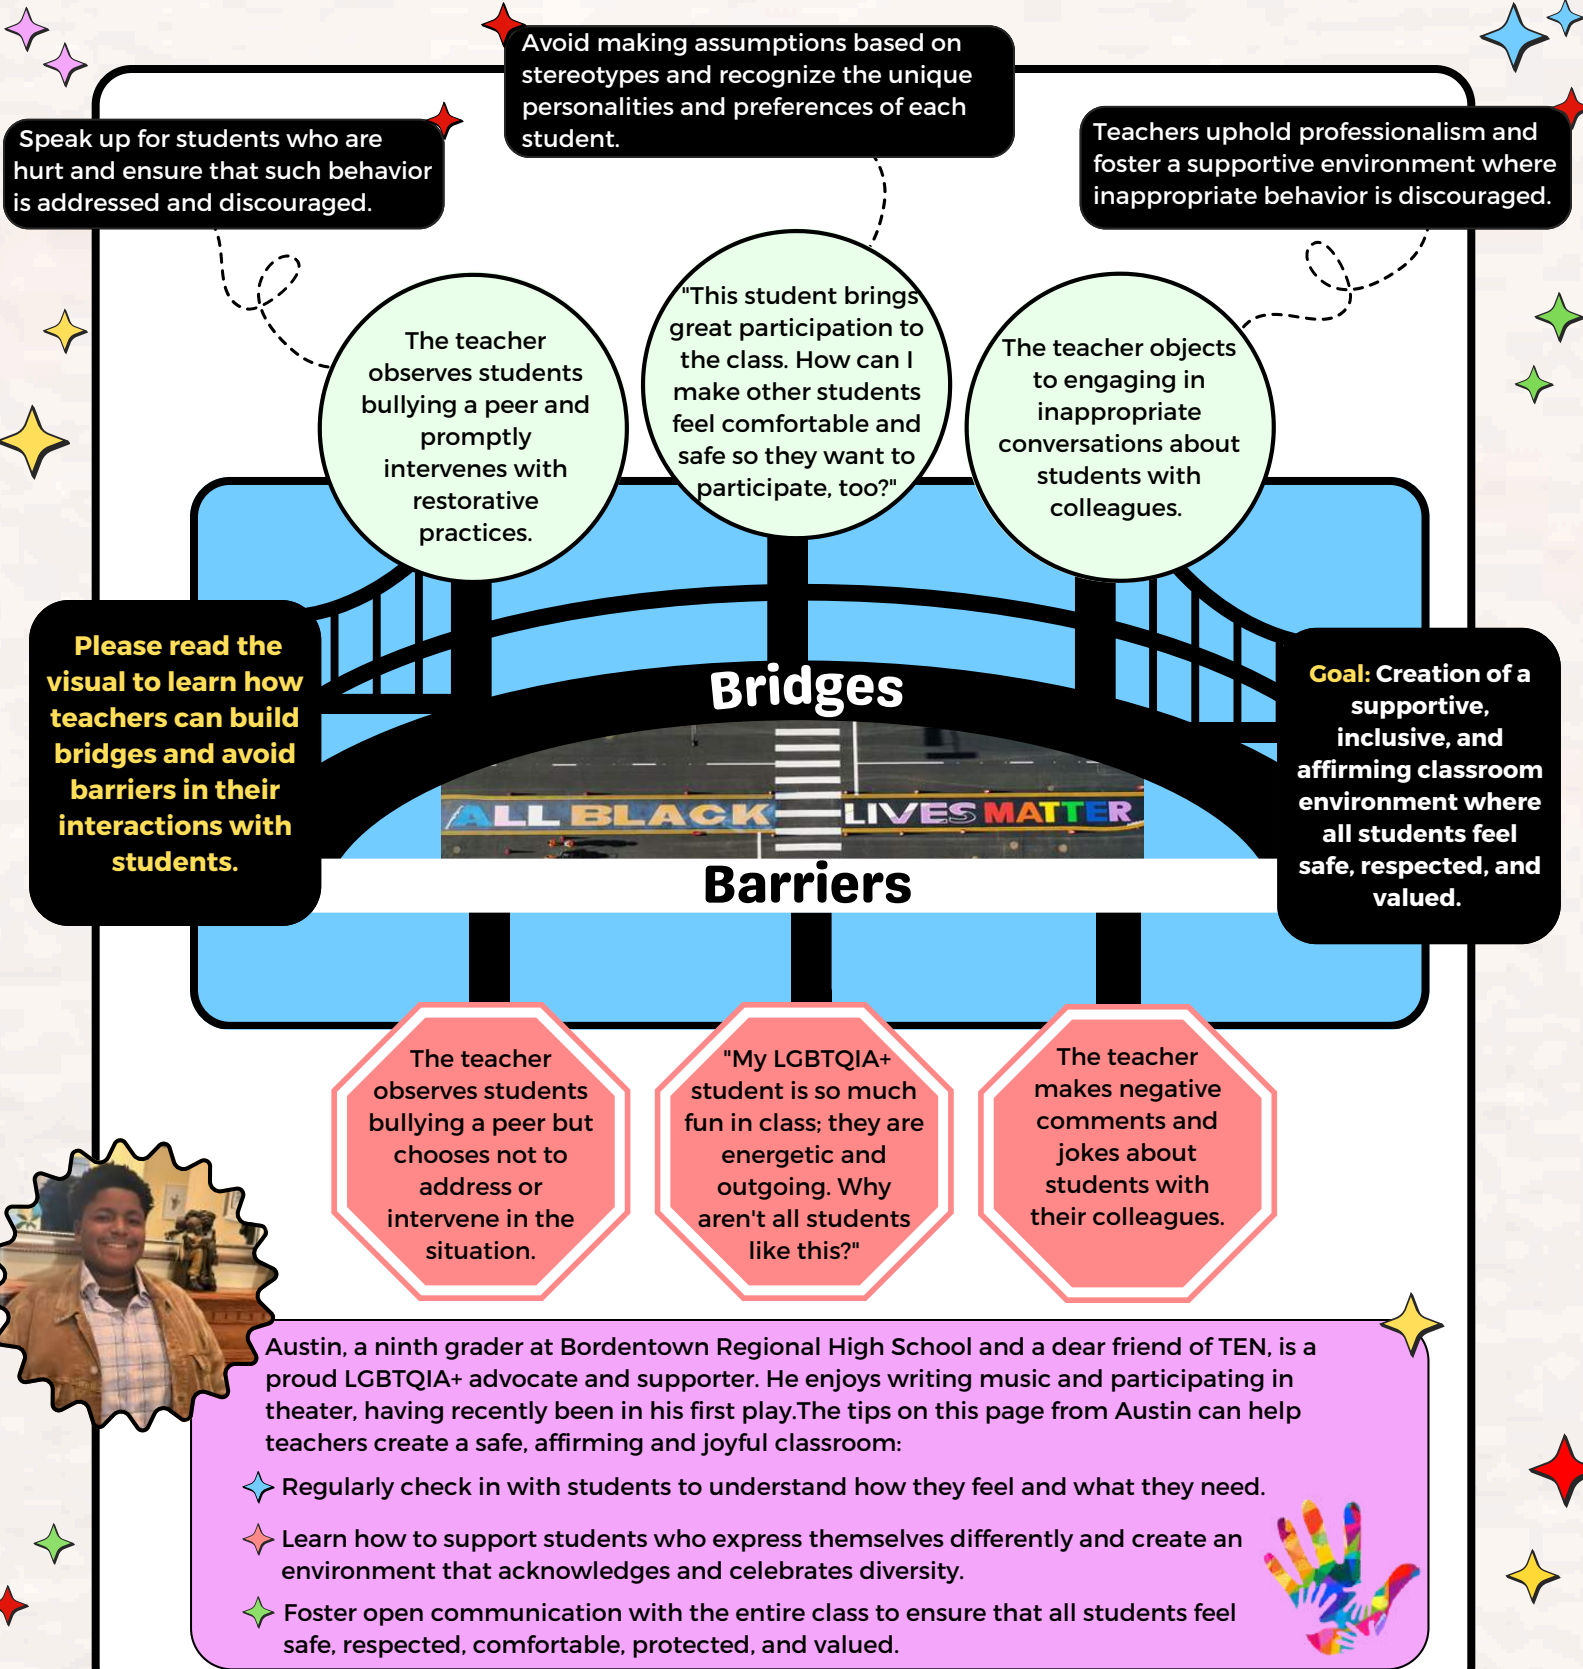 Avoid making assumptions based on
stereotypes and recognize the unique
personalities and preferences of each
student.
Speak up for students who are
hurt and ensure that such behavior
is addressed and discouraged.
Teachers uphold professionalism and
foster a supportive environment where
inappropriate behavior is discouraged.
The teacher
observes students
bullying a peer and
promptly
intervenes with
restorative
practices.
"This student brings
great participation to
the class. How can I
make other students
feel comfortable and
safe so they want to
participate, too?"
The teacher objects
to engaging in
inappropriate
conversations about
students with
colleagues.
Please read the
visual to learn how
teachers can build
bridges and avoid
barriers in their
interactions with
students.
Bridges
ALL BLACK LIVES MATTER
Barriers
Goal: Creation of a
supportive,
inclusive, and
affirming classroom
environment where
all students feel
safe, respected, and
valued.
The teacher
observes students
bullying a peer but
chooses not to
address or
intervene in the
situation.
"My LGBTQIA+
student is so much
fun in class; they are
energetic and
outgoing. Why
aren't all students
like this?"
The teacher
makes negative
comments and
jokes about
students with
their colleagues.
Austin, a ninth grader at Bordentown Regional High School and a dear friend of TEN, is a
proud LGBTQIA+ advocate and supporter. He enjoys writing music and participating in
theater, having recently been in his first play.The tips on this page from Austin can help
teachers create a safe, affirming and joyful classroom:
Regularly check in with students to understand how they feel and what they need.
Learn how to support students who express themselves differently and create an
environment that acknowledges and celebrates diversity.
Foster open communication with the entire class to ensure that all students feel
safe, respected, comfortable, protected, and valued.